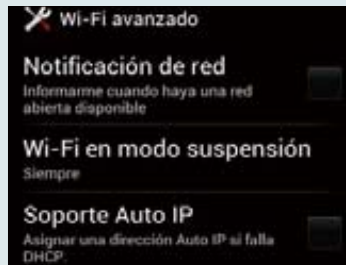 Wi-Fi avanzado
Notificación de red
Informarme cuando haya una red
abierta disponible
Wi-Fi en modo suspensión
Siempre
Soporte Auto IP
Asignar una dirección Auto IP si falla
DHCP.